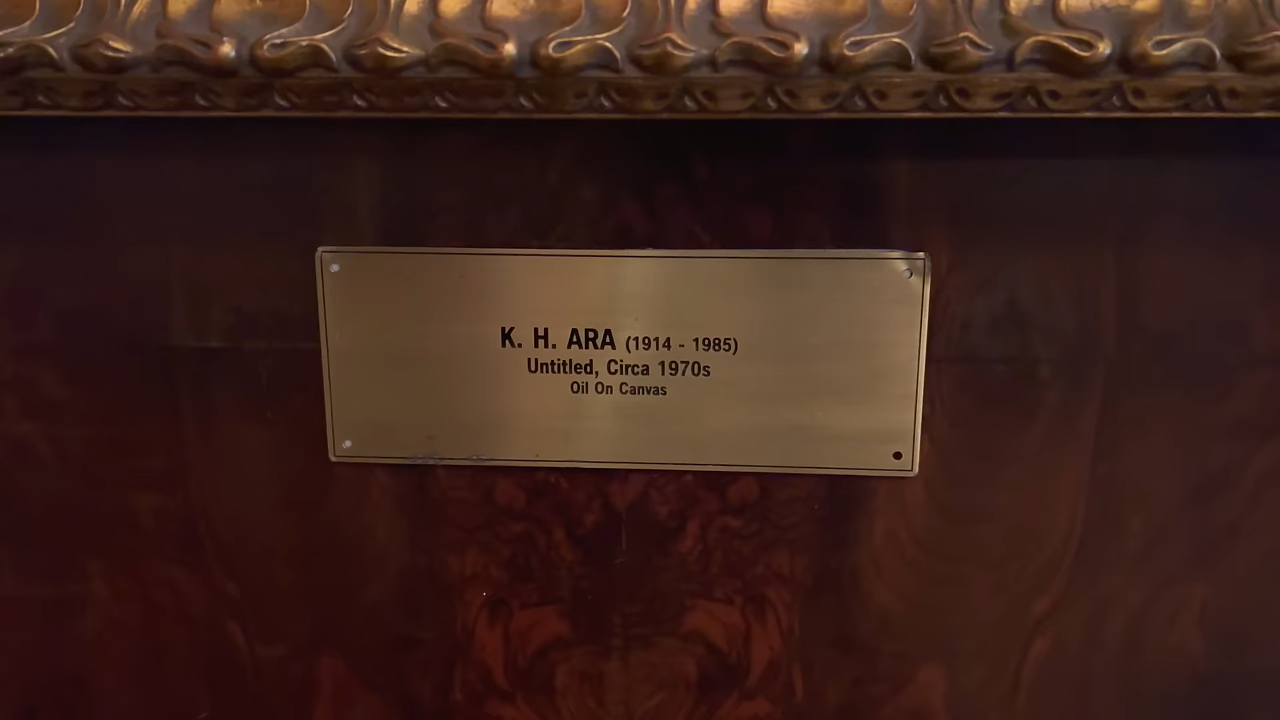 K. H. ARA (1914 - 1985)
Untitled, Circa 1970s
Oil On Canvas